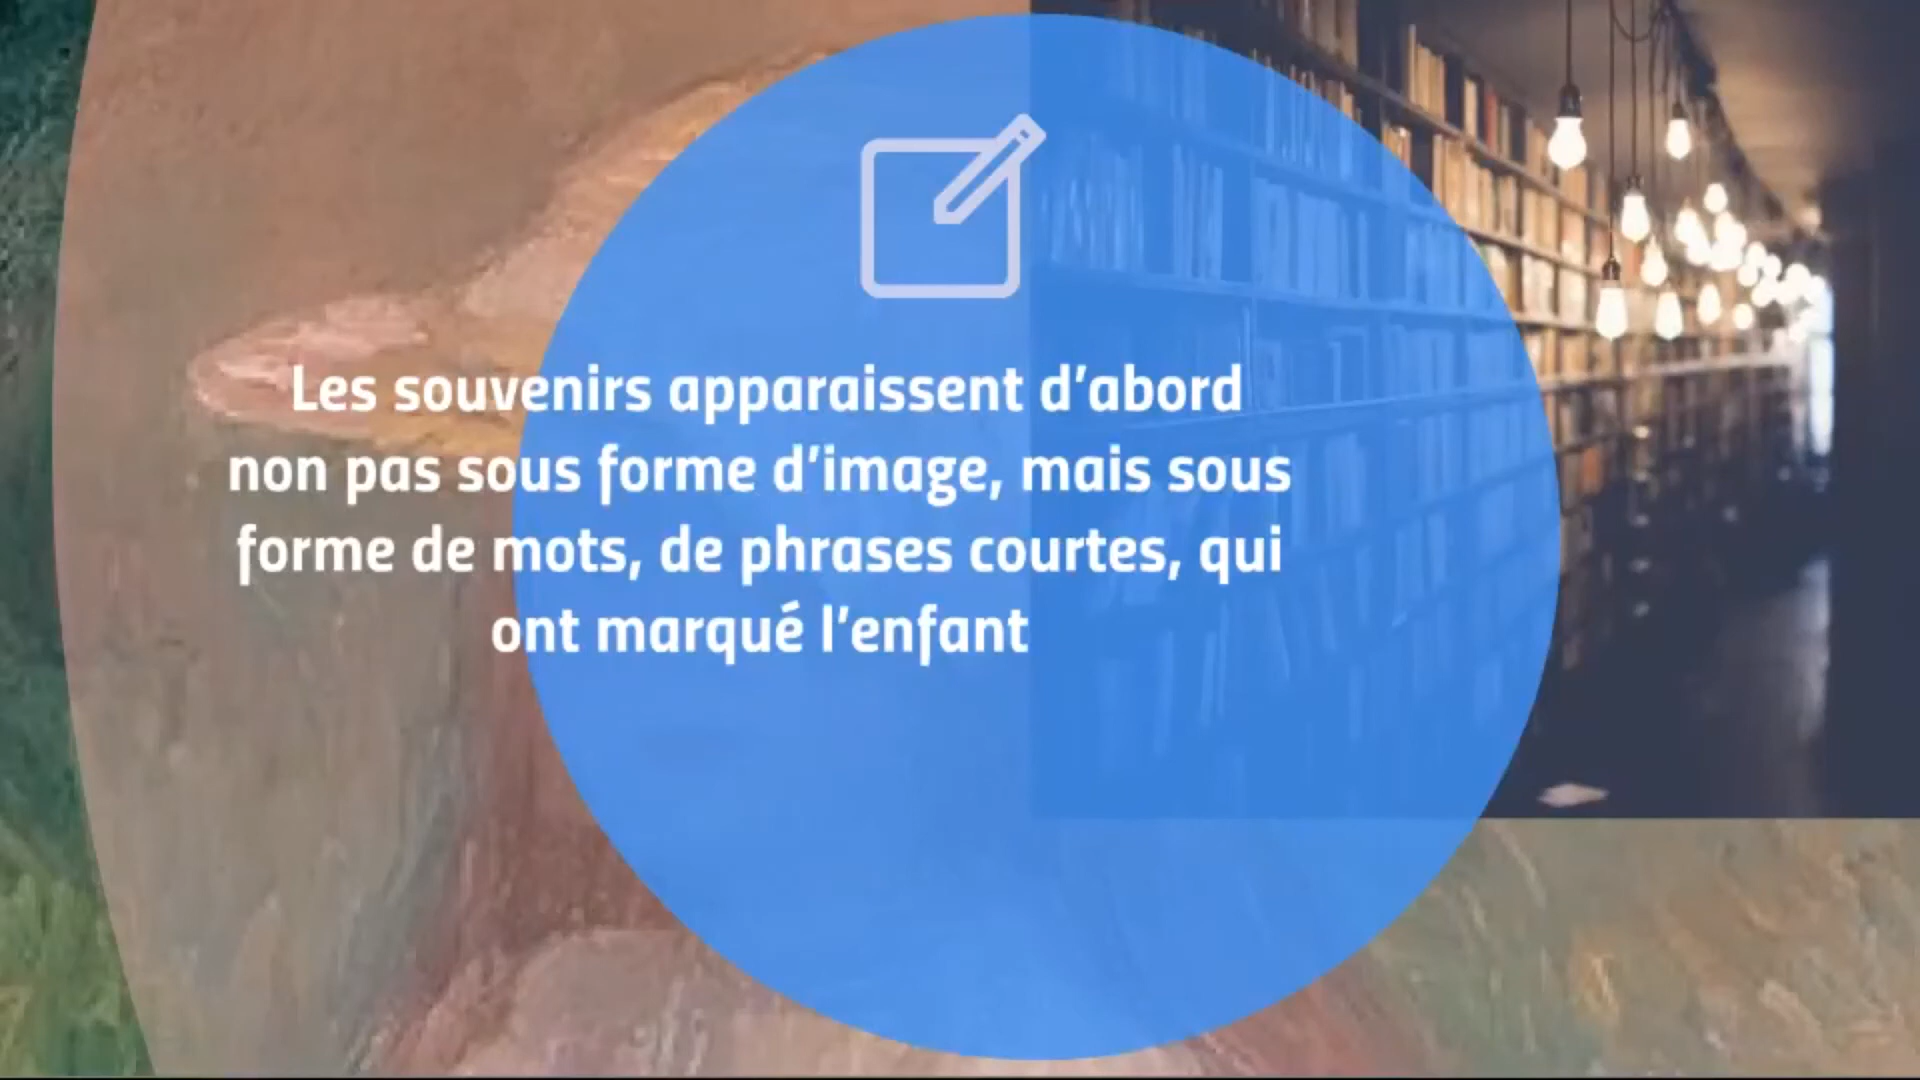 Les souvenirs apparaissent d’abord
non pas sous forme d’image, mais sous
forme de mots, de phrases courtes, qui
ont marqué l’enfant